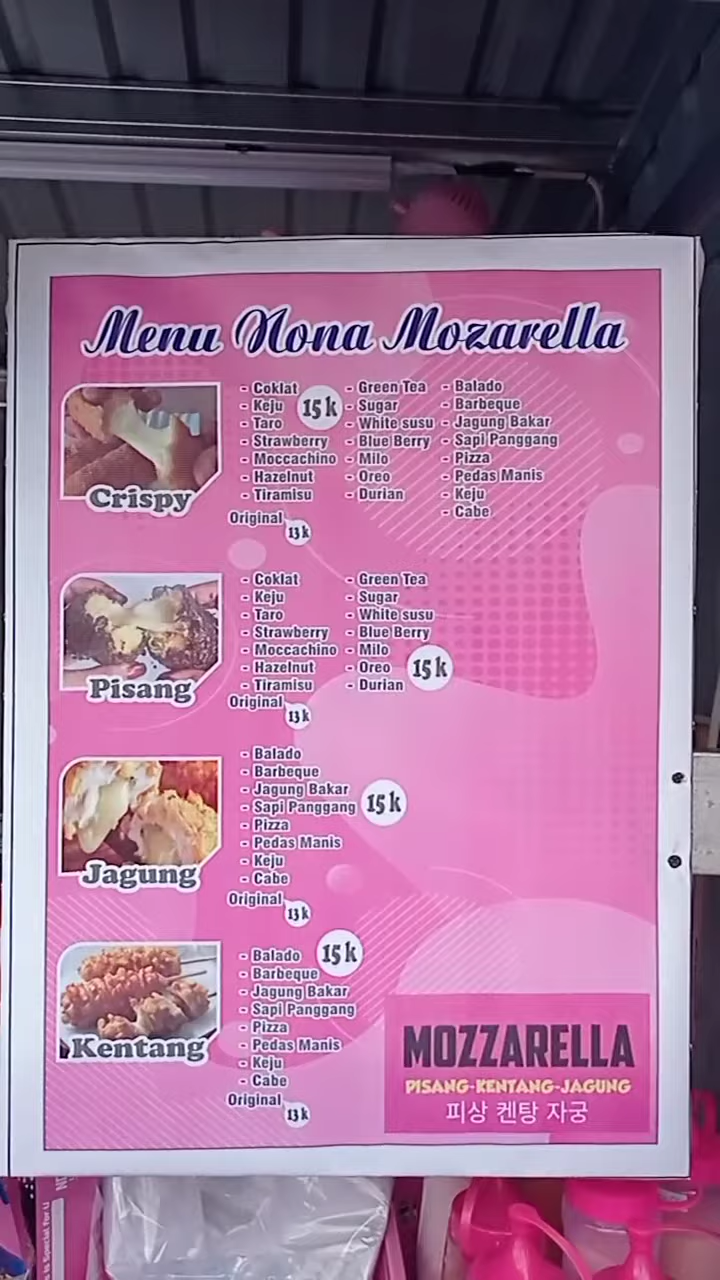 Menu Nona Mozarella
Crispy
- Coklat
- Keju
- Taro
- Strawberry
- Moccachino
- Hazelnut
- Tiramisu
15k
- Green Tea
- Sugar
- White susu
- Blue Berry
- Milo
- Oreo
- Durian
- Balado
- Barbeque
- Jagung Bakar
- Sapi Panggang
- Pizza
- Pedas Manis
- Keju
- Cabe
Original
13k
Pisang
- Coklat
- Keju
- Taro
- Strawberry
- Moccachino
- Hazelnut
- Tiramisu
- Green Tea
- Sugar
- White susu
- Blue Berry
- Milo
- Oreo
- Durian
15k
Original
13k
Jagung
- Balado
- Barbeque
- Jagung Bakar
- Sapi Panggang
- Pizza
- Pedas Manis
- Keju
- Cabe
15k
Original
13k
Kentang
- Balado
- Barbeque
- Jagung Bakar
- Sapi Panggang
- Pizza
- Pedas Manis
- Keju
- Cabe
15k
Original
13k
MOZZARELLA
PISANG-KENTANG-JAGUNG
피상 켄탕 자궁
is Special for U